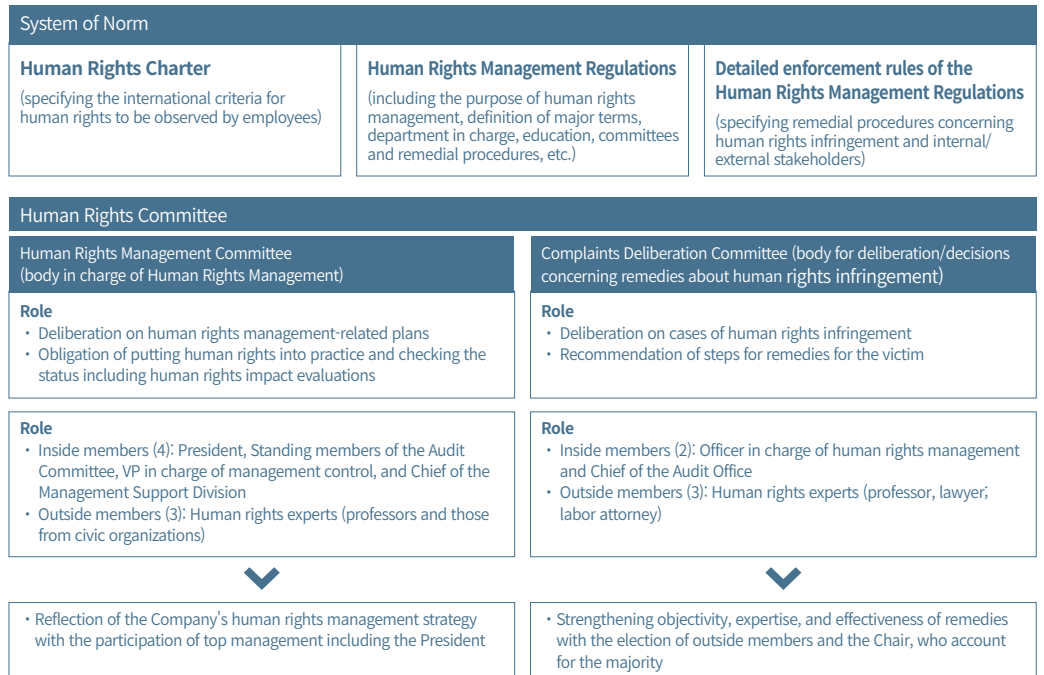 System of Norm
Human Rights Charter
(specifying the international criteria for
human rights to be observed by employees)
Human Rights Management Regulations
(including the purpose of human rights
management, definition of major terms,
department in charge, education, committees
and remedial procedures, etc.)
Detailed enforcement rules of the
Human Rights Management Regulations
(specifying remedial procedures concerning
human rights infringement and internal/
external stakeholders)
Human Rights Committee
Human Rights Management Committee
(body in charge of Human Rights Management)
Role
・ Deliberation on human rights management-related plans
・ Obligation of putting human rights into practice and checking the
status including human rights impact evaluations
Role
・ Inside members (4): President, Standing members of the Audit
Committee, VP in charge of management control, and Chief of the
Management Support Division
・ Outside members (3): Human rights experts (professors and those
from civic organizations)
・ Reflection of the Company's human rights management strategy
with the participation of top management including the President
Complaints Deliberation Committee (body for deliberation/decisions
concerning remedies about human rights infringement)
Role
・ Deliberation on cases of human rights infringement
・ Recommendation of steps for remedies for the victim
Role
・ Inside members (2): Officer in charge of human rights management
and Chief of the Audit Office
・ Outside members (3): Human rights experts (professor, lawyer;
labor attorney)
・ Strengthening objectivity, expertise, and effectiveness of remedies
with the election of outside members and the Chair, who account
for the majority